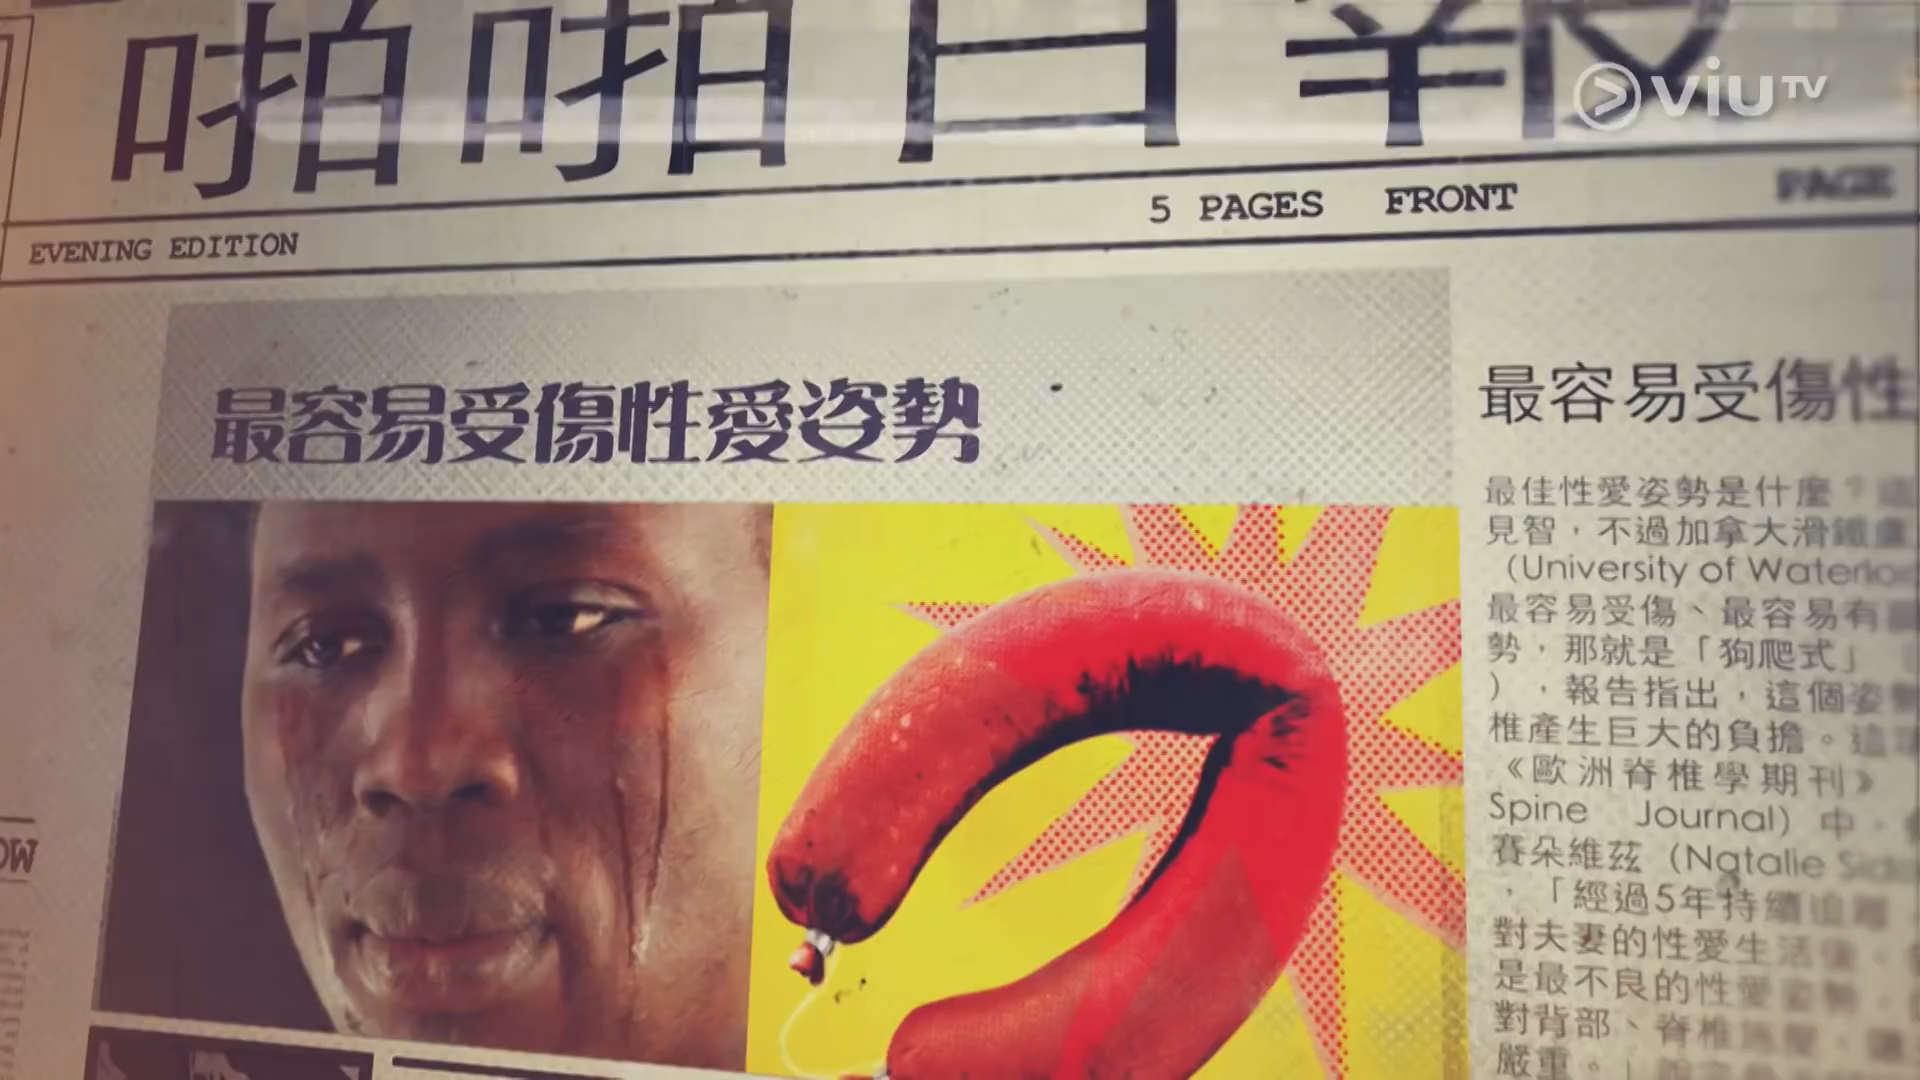 啪啪日報
viuTV
5 PAGES FRONT PAGE
EVENING EDITION
最容易受傷性愛姿勢
最容易受傷性
最佳性愛姿勢是什麼？
見智，不過加拿大滑鐵盧
（University of Waterloo
最容易受傷、最容易有
勢，那就是「狗爬式」
），報告指出，這個姿勢
椎產生巨大的負擔。這
《歐洲脊椎學期刊》
Spine Journal）中，
賽朵維茲（Natalie
，「經過5年持續追蹤
對夫妻的性愛生活後，
是最不良的性愛姿勢，
對背部、脊椎
嚴重。」
OW